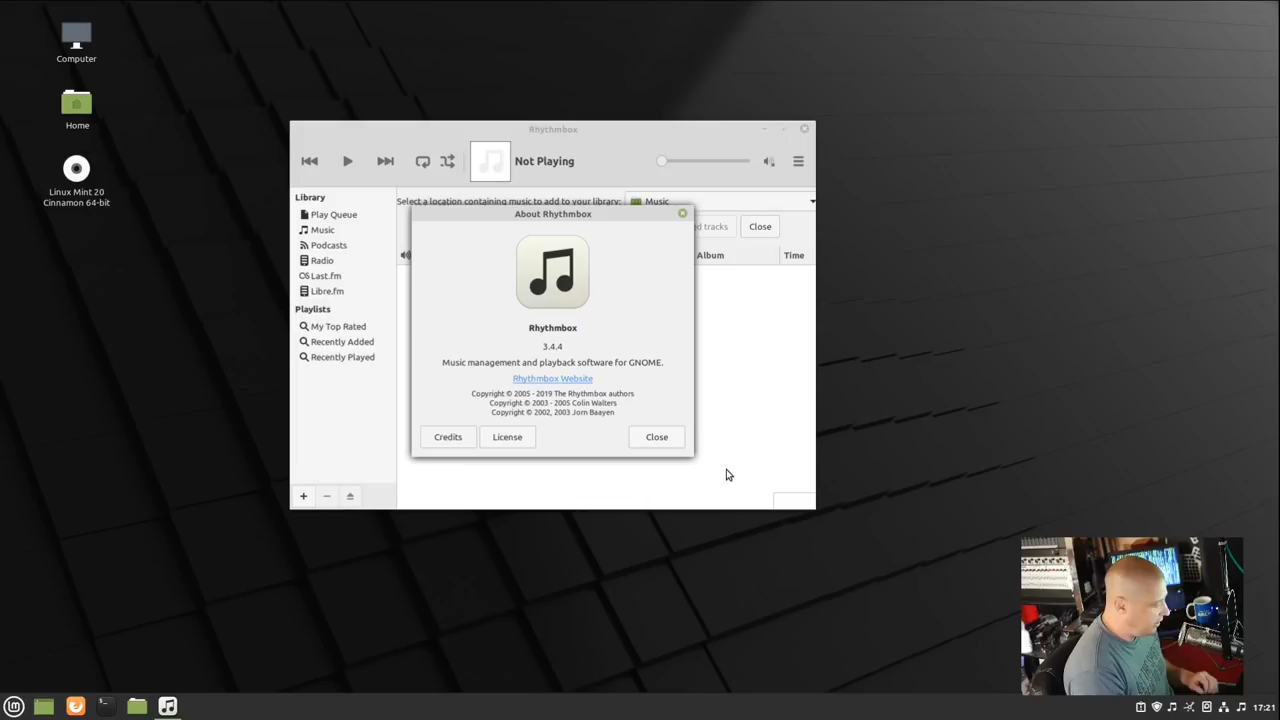 Computer
Home
Linux Mint 20
Cinnamon 64-bit
Rhythmbox
Not Playing
Library
Play Queue
Music
Podcasts
Radio
Last.fm
Libre.fm
Playlists
My Top Rated
Recently Added
Recently Played
Select a location containing music to add to your library:
Music
tracks
Close
Album
Time
About Rhythmbox
Rhythmbox
3.4.4
Music management and playback software for GNOME.
Rhythmbox Website
Copyright © 2005 - 2019 The Rhythmbox authors
Copyright © 2003 - 2005 Colin Walters
Copyright © 2002, 2003 Jorn Baayen
Credits
License
Close
17:21